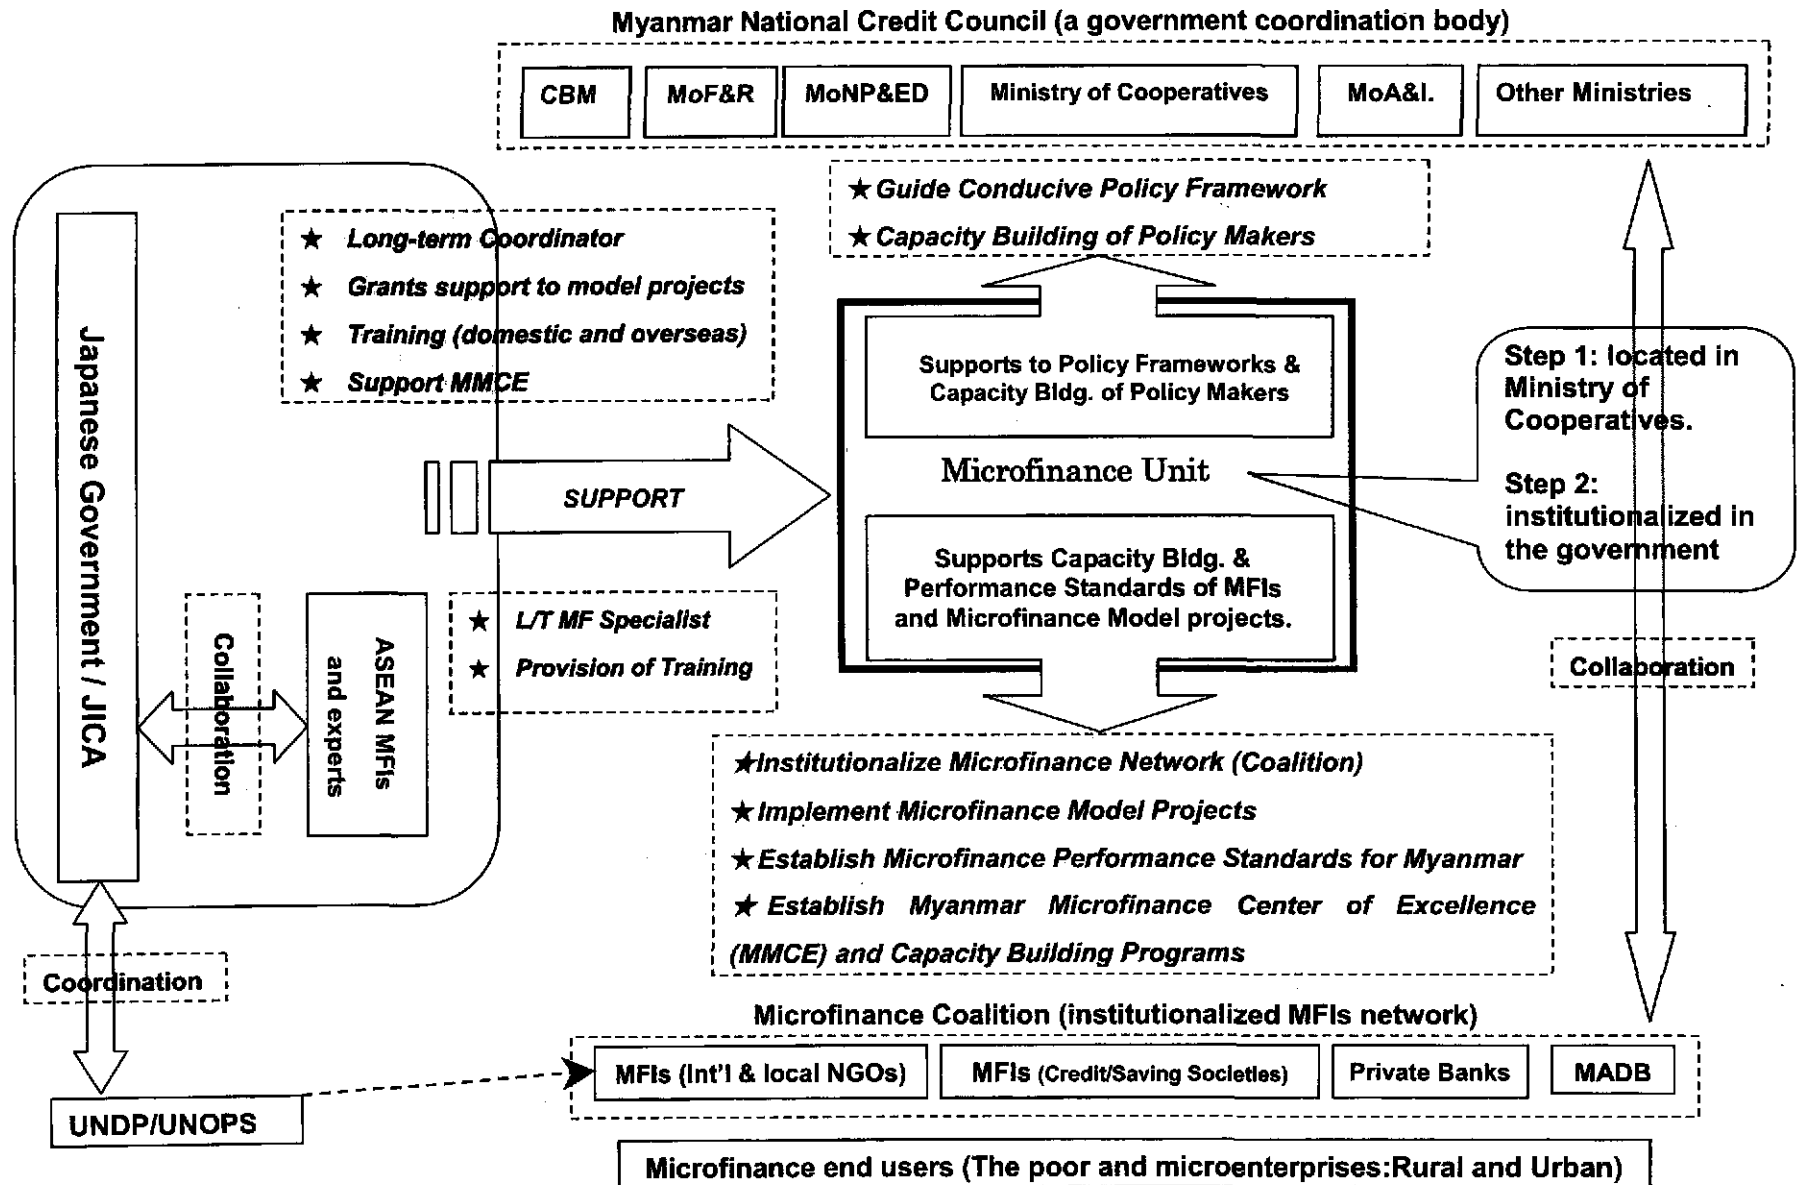 Myanmar National Credit Council (a government coordination body)
CBM
MoF&R
MoNP&ED
Ministry of Cooperatives
MoA&I.
Other Ministries
★ Guide Conducive Policy Framework
★ Capacity Building of Policy Makers
★ Long-term Coordinator
★ Grants support to model projects
★ Training (domestic and overseas)
★ Support MMCE
Japanese Government / JICA
Supports to Policy Frameworks &
Capacity Bldg. of Policy Makers
Microfinance Unit
Supports Capacity Bldg. &
Performance Standards of MFIs
and Microfinance Model projects.
Step 1: located in
Ministry of
Cooperatives.
Step 2:
institutionalized in
the government
SUPPORT
Collaboration
ASEAN MFIs
and experts
★ L/T MF Specialist
★ Provision of Training
Collaboration
★Institutionalize Microfinance Network (Coalition)
★Implement Microfinance Model Projects
★Establish Microfinance Performance Standards for Myanmar
★ Establish Myanmar Microfinance Center of Excellence
(MMCE) and Capacity Building Programs
Coordination
Microfinance Coalition (institutionalized MFIs network)
MFIs (Int'l & local NGOs)
MFIs (Credit/Saving Societies)
Private Banks
MADB
UNDP/UNOPS
Microfinance end users (The poor and microenterprises:Rural and Urban)